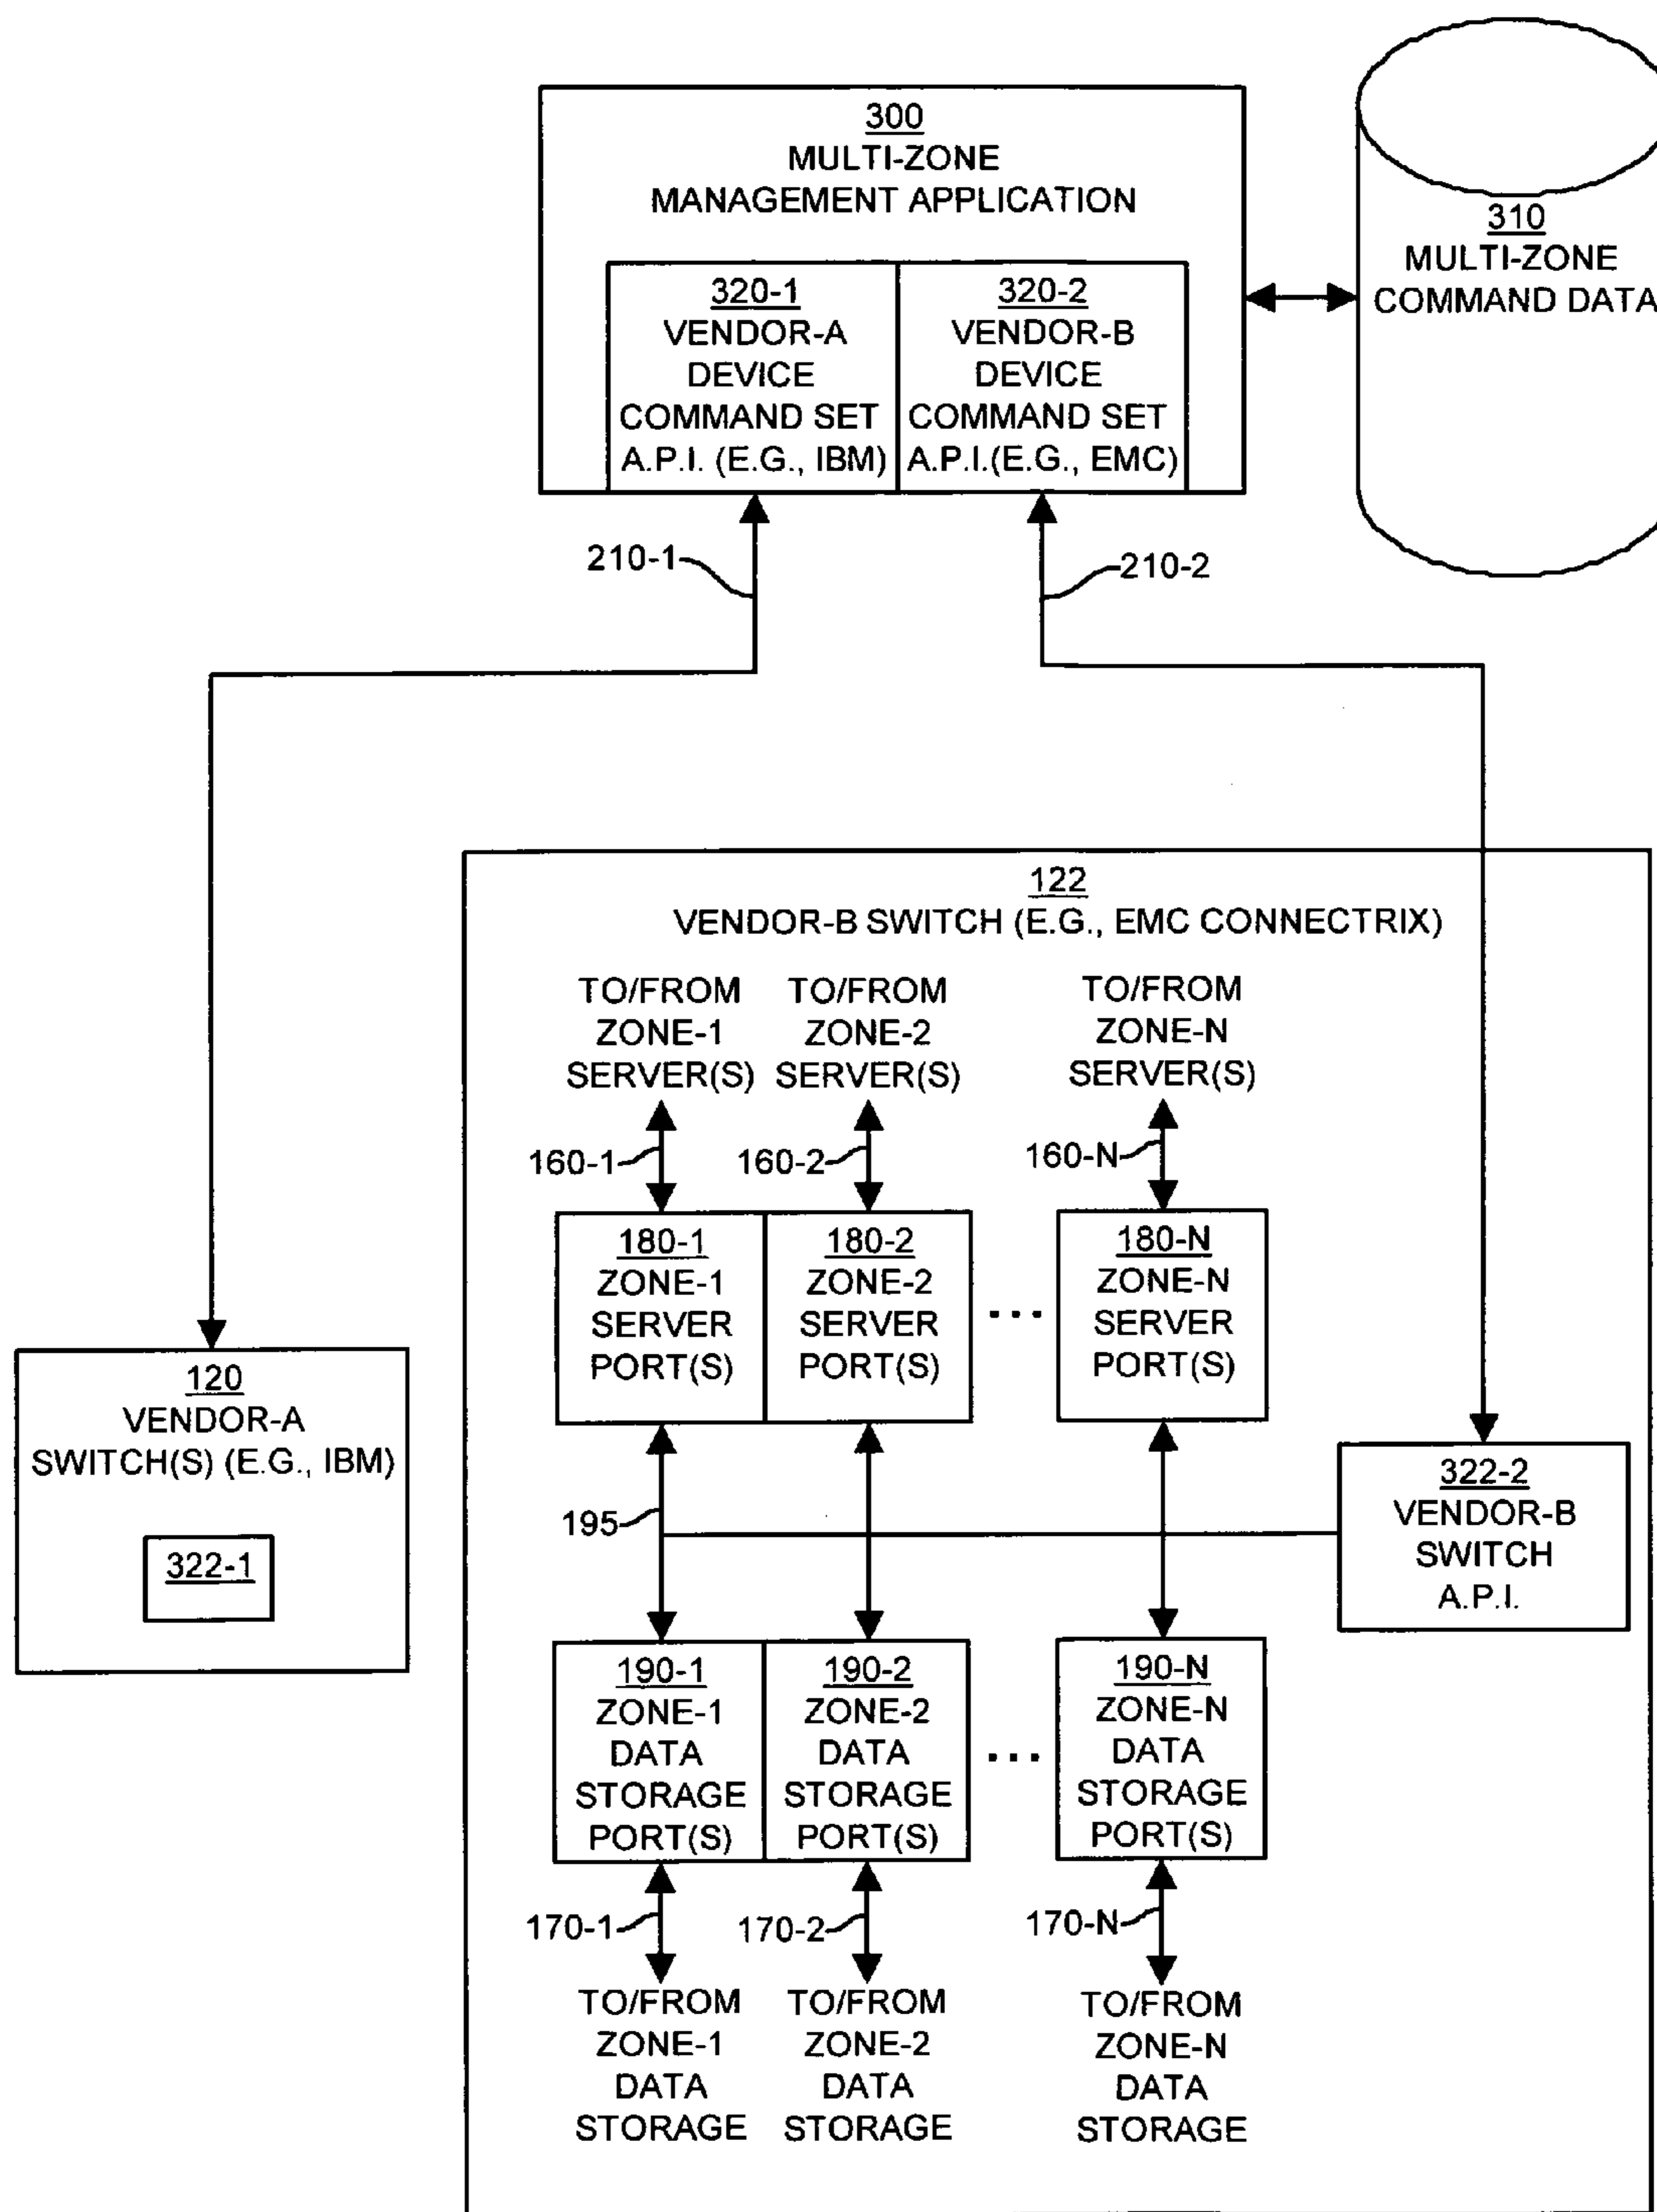 300
MULTI-ZONE
MANAGEMENT APPLICATION
310
MULTI-ZONE
COMMAND DATA
320-1
VENDOR-A
DEVICE
COMMAND SET
A.P.I. (E.G., IBM)
320-2
VENDOR-B
DEVICE
COMMAND SET
A.P.I.(E.G., EMC)
210-1
210-2
122
VENDOR-B SWITCH (E.G., EMC CONNECTRIX)
TO/FROM
ZONE-1
SERVER(S)
TO/FROM
ZONE-2
SERVER(S)
TO/FROM
ZONE-N
SERVER(S)
160-1
160-2
160-N
180-1
ZONE-1
SERVER
PORT(S)
180-2
ZONE-2
SERVER
PORT(S)
...
180-N
ZONE-N
SERVER
PORT(S)
120
VENDOR-A
SWITCH(S) (E.G., IBM)
322-1
195
322-2
VENDOR-B
SWITCH
A.P.I.
190-1
ZONE-1
DATA
STORAGE
PORT(S)
190-2
ZONE-2
DATA
STORAGE
PORT(S)
...
190-N
ZONE-N
DATA
STORAGE
PORT(S)
170-1
170-2
170-N
TO/FROM
ZONE-1
DATA
STORAGE
TO/FROM
ZONE-2
DATA
STORAGE
TO/FROM
ZONE-N
DATA
STORAGE